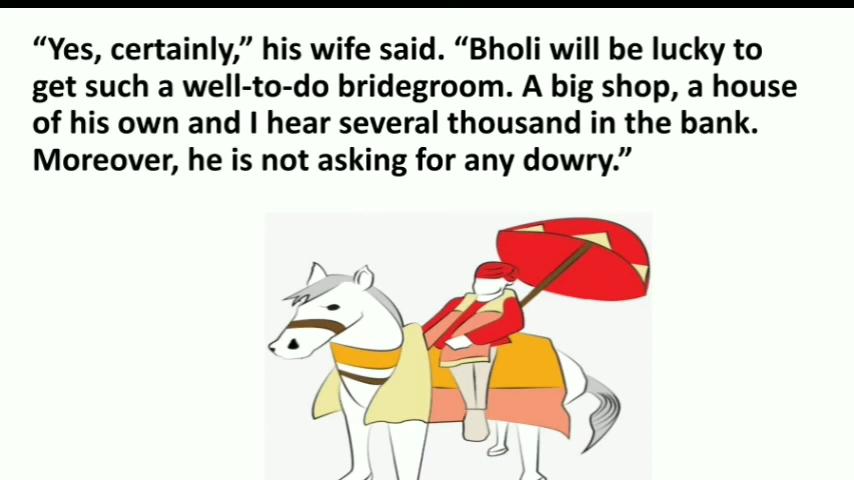 “Yes, certainly,” his wife said. “Bholi will be lucky to
get such a well-to-do bridegroom. A big shop, a house
of his own and I hear several thousand in the bank.
Moreover, he is not asking for any dowry.”